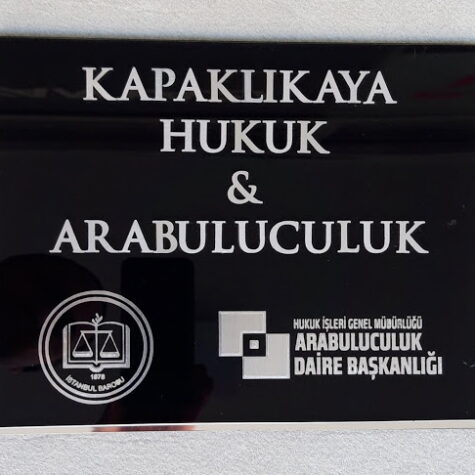 KAPAKLIKAYA
HUKUK
&
ARABULUCULUK
1878
İSTANBUL BAROSU
HUKUK İŞLERİ GENEL MÜDÜRLÜĞÜ
ARABULUCULUK
DAİRE BAŞKANLIĞI